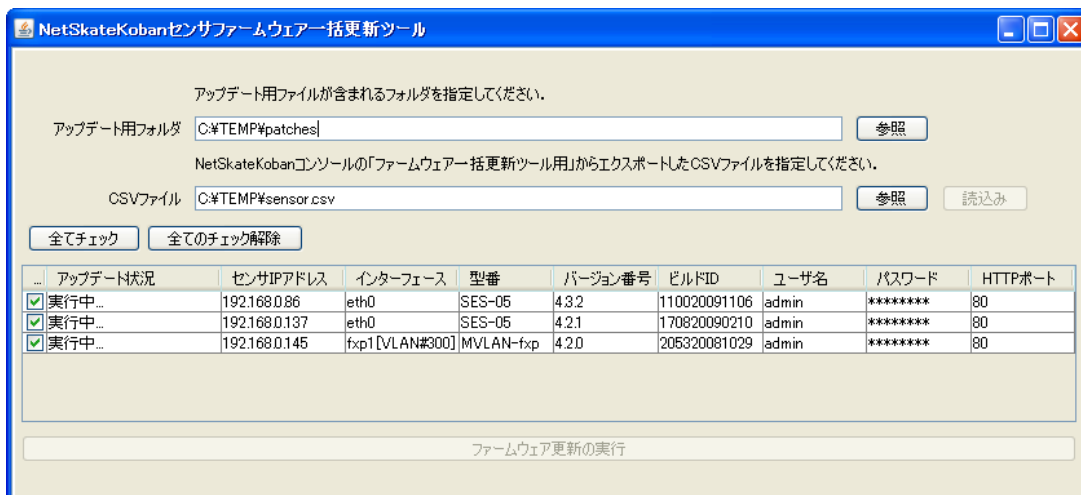 NetSkateKobanセンサファームウェアー括更新ツール
アップデート用ファイルが含まれるフォルダを指定してください.
アップデート用フォルダ C:¥TEMP¥patches 参照
NetSkateKobanコンソールの「ファームウェアー括更新ツール用」からエクスポートしたCSVファイルを指定してください.
CSVファイル C:¥TEMP¥sensor.csv 参照 読込み
全てチェック 全てのチェック解除
... アップデート状況 センサIPアドレス インターフェース 型番 バージョン番号 ビルドID ユーザ名 パスワード HTTPポート
実行中... 192.168.0.86 eth0 SES-05 4.3.2 110020091106 admin ******** 80
実行中... 192.168.0.137 eth0 SES-05 4.2.1 170820090210 admin ******** 80
実行中... 192.168.0.145 fxp1[VLAN#300] MVLAN-fxp 4.2.0 205320081029 admin ******** 80
ファームウェア更新の実行